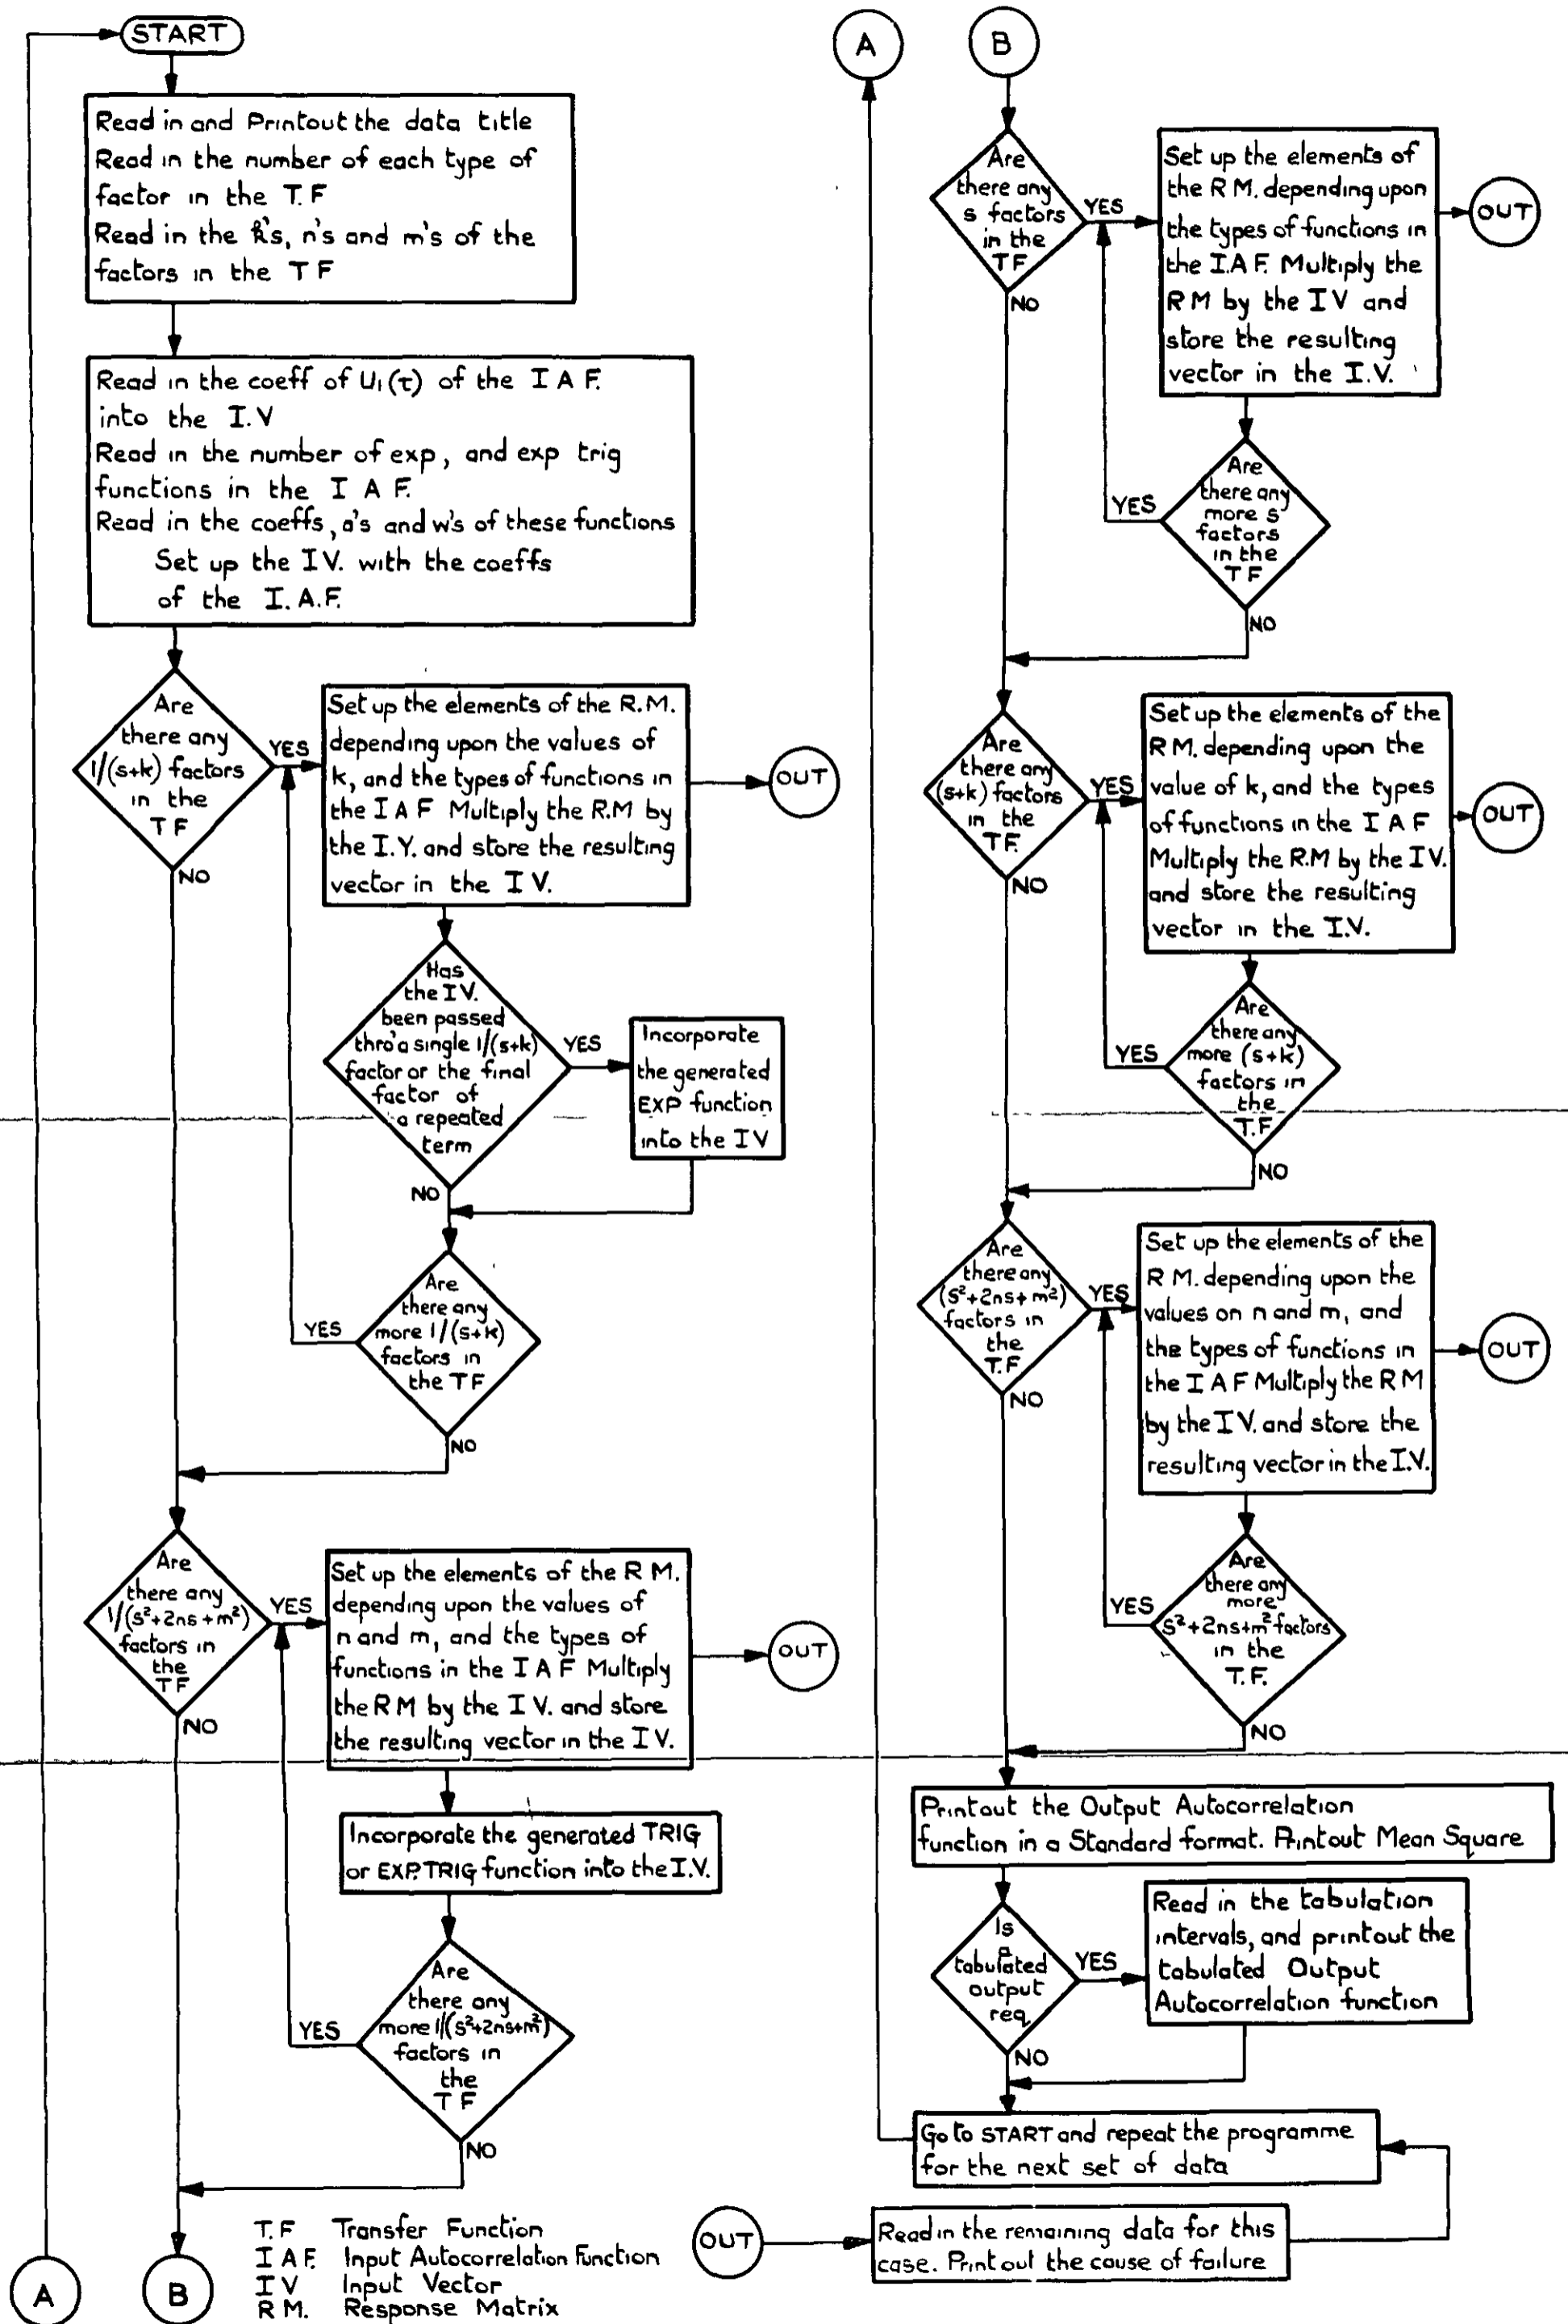 START
Read in and Printout the data title
Read in the number of each type of
factor in the T.F
Read in the k's, n's and m's of the
factors in the T F
Read in the coeff of U₁(τ) of the I A F.
into the I.V
Read in the number of exp, and exp trig
functions in the I A F.
Read in the coeffs, a's and w's of these functions
Set up the I V. with the coeffs
of the I. A. F.
Are
there any
1/(s+k) factors
in the
T F
YES
NO
Set up the elements of the R.M.
depending upon the values of
k, and the types of functions in
the I A F Multiply the R.M by
the I.Y. and store the resulting
vector in the I V.
OUT
Has
the I V.
been passed
thro' a single 1/(s+k)
factor or the final
factor of
a repeated
term
YES
NO
Incorporate
the generated
EXP function
into the I V
Are
there any
more 1/(s+k)
factors in
the T F
YES
NO
Are
there any
1/(s²+2ns+m²)
factors in
the
T F
YES
NO
Set up the elements of the R M.
depending upon the values of
n and m, and the types of
functions in the I A F Multiply
the R M by the I V. and store
the resulting vector in the I V.
OUT
Incorporate the generated TRIG
or EXP. TRIG function into the I.V.
Are
there any
more 1/(s²+2ns+m²)
factors in
the
T F
YES
NO
A
B
T. F Transfer Function
I A F. Input Autocorrelation Function
I V Input Vector
R M. Response Matrix
A
B
Are
there any
s factors
in the
T F
YES
NO
Set up the elements of
the R M. depending upon
the types of functions in
the I.A.F. Multiply the
R M by the I V and
store the resulting
vector in the I.V.
OUT
Are
there any
more s
factors
in the
T F
YES
NO
Are
there any
(s+k) factors
in the
T F.
YES
NO
Set up the elements of the
R M. depending upon the
value of k, and the types
of functions in the I A F
Multiply the R.M by the I V.
and store the resulting
vector in the I.V.
OUT
Are
there any
more (s+k)
factors in
the
T.F
YES
NO
Are
there any
(s²+2ns+m²)
factors in
the
T.F
YES
NO
Set up the elements of the
R M. depending upon the
values on n and m, and
the types of functions in
the I A F Multiply the R M
by the I V. and store the
resulting vector in the I.V.
OUT
Are
there any
more
s²+2ns+m² factors
in the
T. F.
YES
NO
Printout the Output Autocorrelation
function in a Standard format. Printout Mean Square
Is
a
tabulated
output
req
YES
NO
Read in the tabulation
intervals, and printout the
tabulated Output
Autocorrelation function
Go to START and repeat the programme
for the next set of data
OUT
Read in the remaining data for this
case. Print out the cause of failure